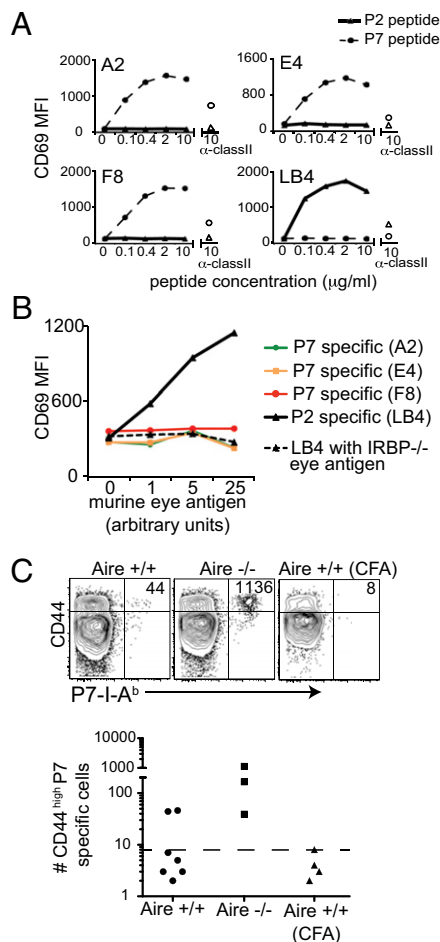 A
P2 peptide
P7 peptide
CD69 MFI
A2
2000
1000
0
0 0.1 0.4 2 10 10
α-classII
E4
1600
800
0
0 0.1 0.4 2 10 10
α-classII
F8
2000
1000
0
0 0.1 0.4 2 10 10
α-classII
LB4
2000
1000
0
0 0.1 0.4 2 10 10
α-classII
peptide concentration (μg/ml)
B
CD69 MFI
1200
600
0
0 1 5 25
murine eye antigen
(arbitrary units)
P7 specific (A2)
P7 specific (E4)
P7 specific (F8)
P2 specific (LB4)
LB4 with IRBP-/-
eye antigen
C
Aire +/+ Aire -/- Aire +/+ (CFA)
44 1136 8
CD44
P7-I-Aᵇ
# CD44 ʰⁱᵍʰ P7
specific cells
10000
1000
100
10
1
Aire +/+ Aire -/- Aire +/+
(CFA)